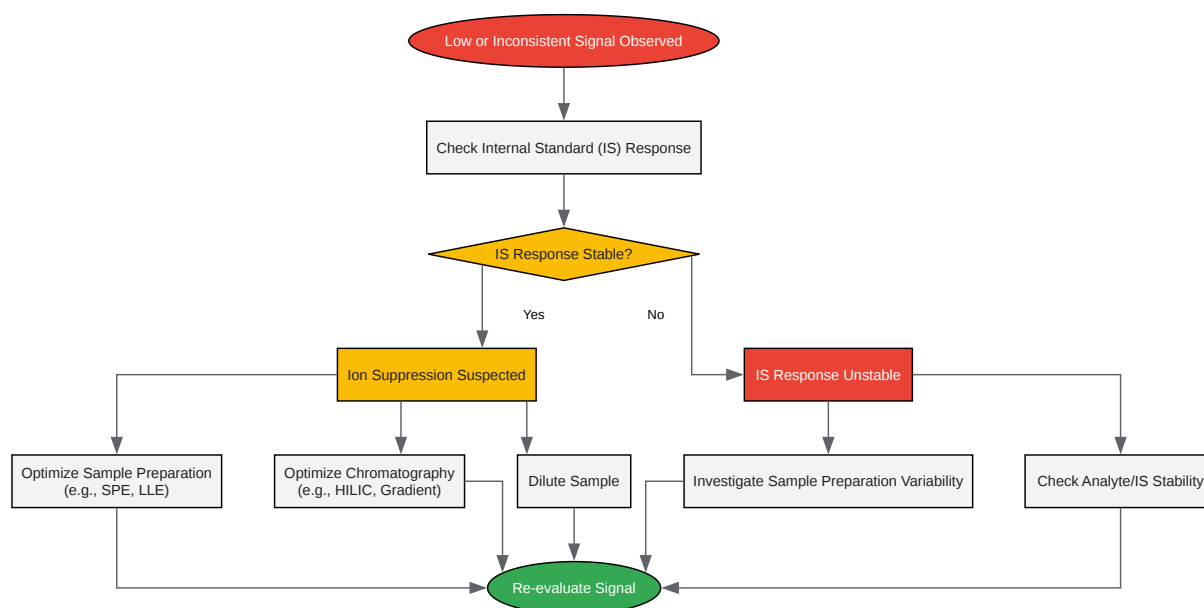 Low or Inconsistent Signal Observed
Check Internal Standard (IS) Response
IS Response Stable?
Yes
No
Ion Suppression Suspected
IS Response Unstable
Optimize Sample Preparation
(e.g., SPE, LLE)
Optimize Chromatography
(e.g., HILIC, Gradient)
Dilute Sample
Investigate Sample Preparation Variability
Check Analyte/IS Stability
Re-evaluate Signal